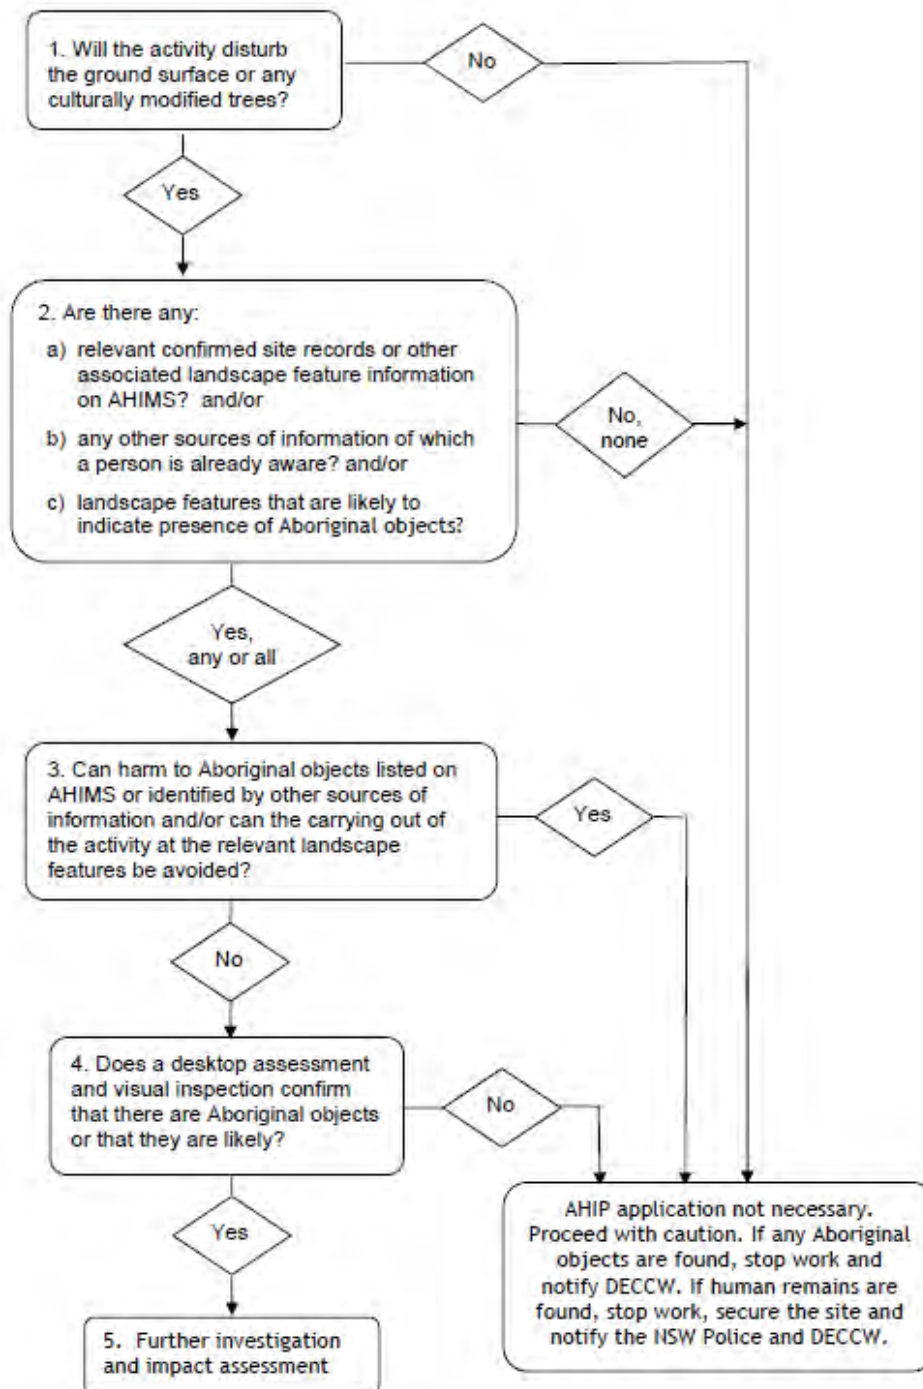 1. Will the activity disturb
the ground surface or any
culturally modified trees?
No
Yes
2. Are there any:
a) relevant confirmed site records or other
associated landscape feature information
on AHIMS? and/or
b) any other sources of information of which
a person is already aware? and/or
c) landscape features that are likely to
indicate presence of Aboriginal objects?
No,
none
Yes,
any or all
3. Can harm to Aboriginal objects listed on
AHIMS or identified by other sources of
information and/or can the carrying out of
the activity at the relevant landscape
features be avoided?
Yes
No
4. Does a desktop assessment
and visual inspection confirm
that there are Aboriginal objects
or that they are likely?
No
Yes
AHIP application not necessary.
Proceed with caution. If any Aboriginal
objects are found, stop work and
notify DECCW. If human remains are
found, stop work, secure the site and
notify the NSW Police and DECCW.
5. Further investigation
and impact assessment